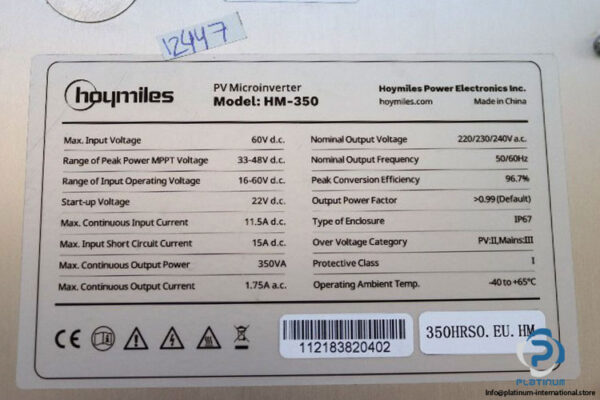 12447
hoymiles
PV Microinverter
Model: HM-350
Hoymiles Power Electronics Inc.
hoymiles.com Made in China
Max. Input Voltage 60V d.c.
Range of Peak Power MPPT Voltage 33-48V d.c.
Range of Input Operating Voltage 16-60V d.c.
Start-up Voltage 22V d.c.
Max. Continuous Input Current 11.5A d.c.
Max. Input Short Circuit Current 15A d.c.
Max. Continuous Output Power 350VA
Max. Continuous Output Current 1.75A a.c.
Nominal Output Voltage 220/230/240V a.c.
Nominal Output Frequency 50/60Hz
Peak Conversion Efficiency 96.7%
Output Power Factor >0.99 (Default)
Type of Enclosure IP67
Over Voltage Category PV:II,Mains:III
Protective Class I
Operating Ambient Temp. -40 to +65°C
CE
112183820402
350HRSO. EU. HM
PLATINUM
info@platinum-international.store